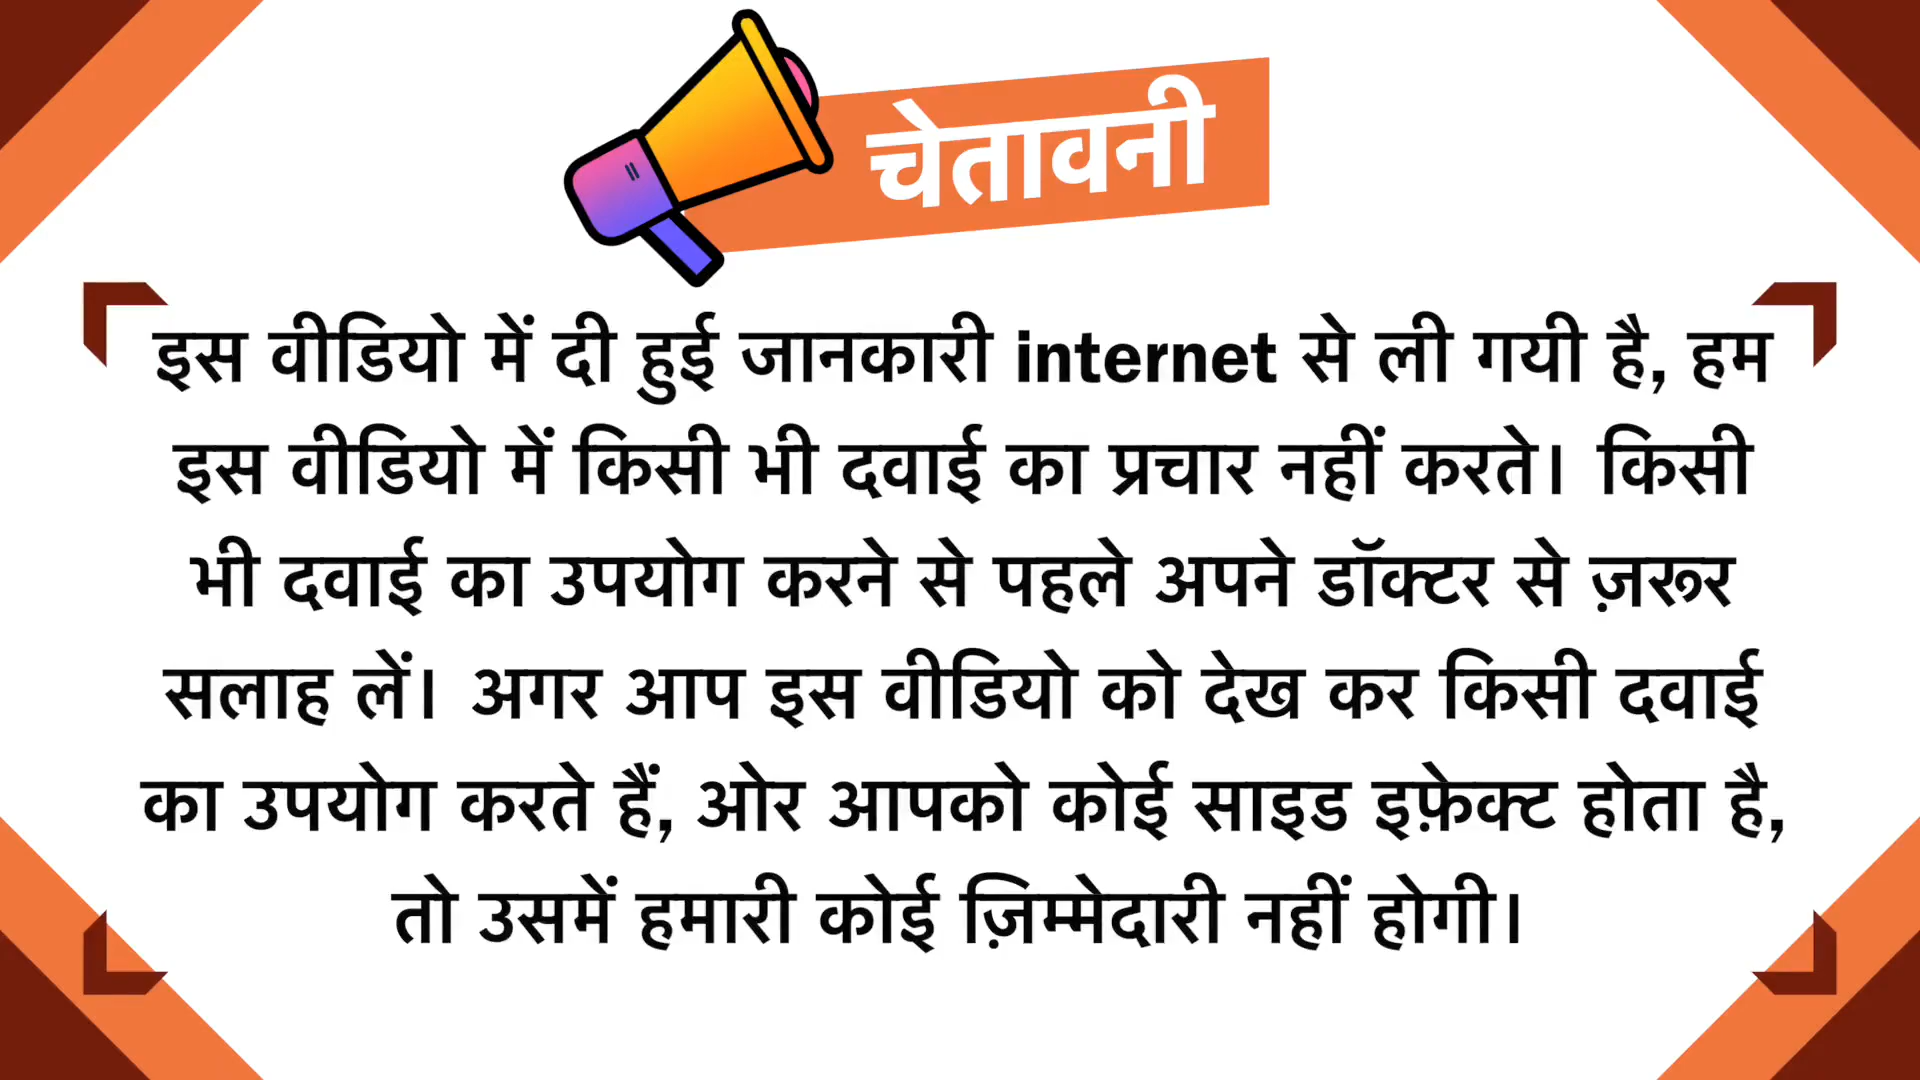 चेतावनी
इस वीडियो में दी हुई जानकारी internet से ली गयी है, हम
इस वीडियो में किसी भी दवाई का प्रचार नहीं करते। किसी
भी दवाई का उपयोग करने से पहले अपने डॉक्टर से ज़रूर
सलाह लें। अगर आप इस वीडियो को देख कर किसी दवाई
का उपयोग करते हैं, ओर आपको कोई साइड इफ़ेक्ट होता है,
तो उसमें हमारी कोई ज़िम्मेदारी नहीं होगी।